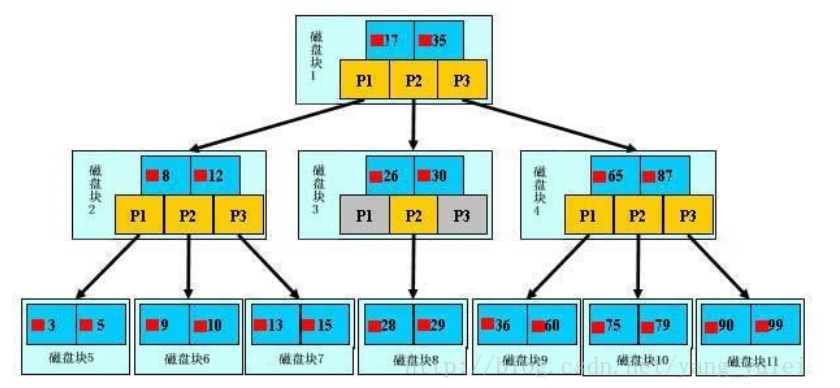 磁盘块1
17 35
P1 P2 P3
磁盘块2
8 12
P1 P2 P3
磁盘块3
26 30
P1 P2 P3
磁盘块4
65 87
P1 P2 P3
3 5
磁盘块5
9 10
磁盘块6
13 15
磁盘块7
28 29
磁盘块8
36 60
磁盘块9
75 79
磁盘块10
90 99
磁盘块11